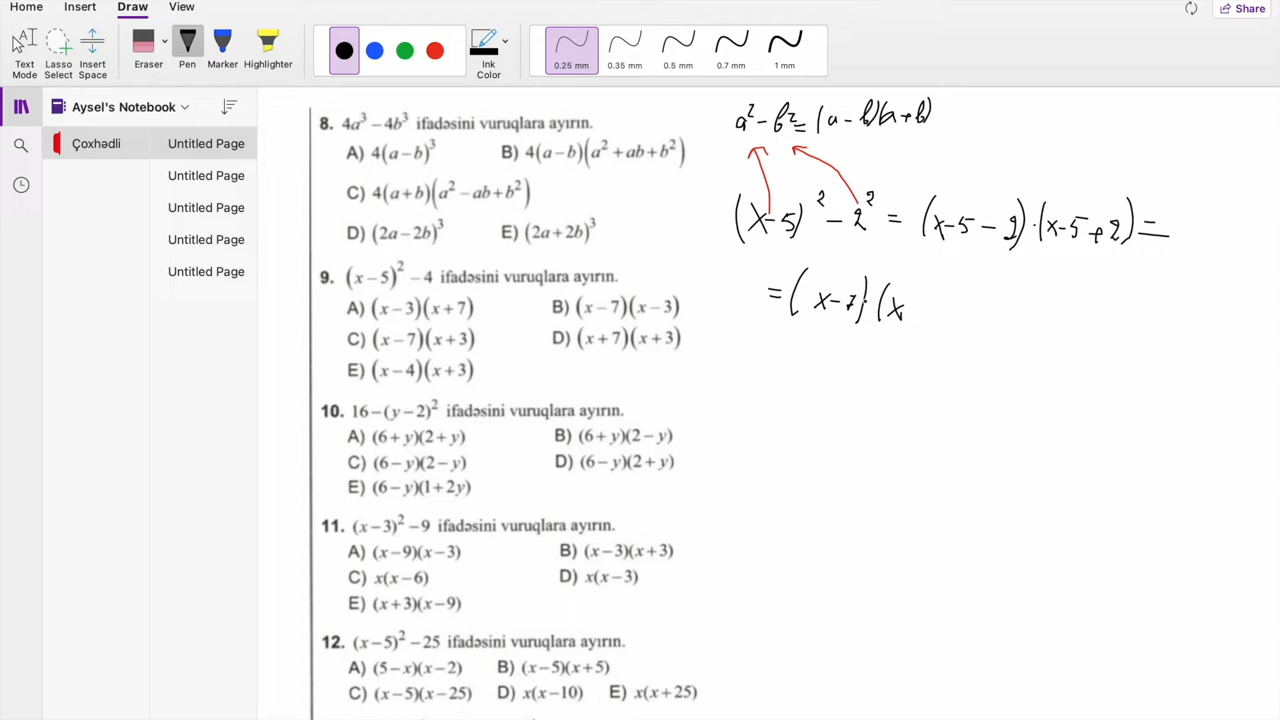 Home Insert Draw View
Share
Text Mode
Lasso Select
Insert Space
Eraser
Pen
Marker
Highlighter
Ink Color
0.25 mm
0.35 mm
0.5 mm
0.7 mm
1 mm
Aysel's Notebook
Çoxhədli
Untitled Page
Untitled Page
Untitled Page
Untitled Page
Untitled Page
8. 4a³ − 4b³ ifadəsini vuruqlara ayırın.
A) 4(a−b)³ B) 4(a−b)(a²+ab+b²)
C) 4(a+b)(a²−ab+b²)
D) (2a−2b)³ E) (2a+2b)³
9. (x−5)² −4 ifadəsini vuruqlara ayırın.
A) (x−3)(x+7) B) (x−7)(x−3)
C) (x−7)(x+3) D) (x+7)(x+3)
E) (x−4)(x+3)
10. 16−(y−2)² ifadəsini vuruqlara ayırın.
A) (6+y)(2+y) B) (6+y)(2−y)
C) (6−y)(2−y) D) (6−y)(2+y)
E) (6−y)(1+2y)
11. (x−3)² −9 ifadəsini vuruqlara ayırın.
A) (x−9)(x−3) B) (x−3)(x+3)
C) x(x−6) D) x(x−3)
E) (x+3)(x−9)
12. (x−5)² −25 ifadəsini vuruqlara ayırın.
A) (5−x)(x−2) B) (x−5)(x+5)
C) (x−5)(x−25) D) x(x−10) E) x(x+25)
a² − b² = (a − b)(a + b)
(x−5)² − 2² = (x−5 − 2)·(x−5+2) =
= (x−7)·(x